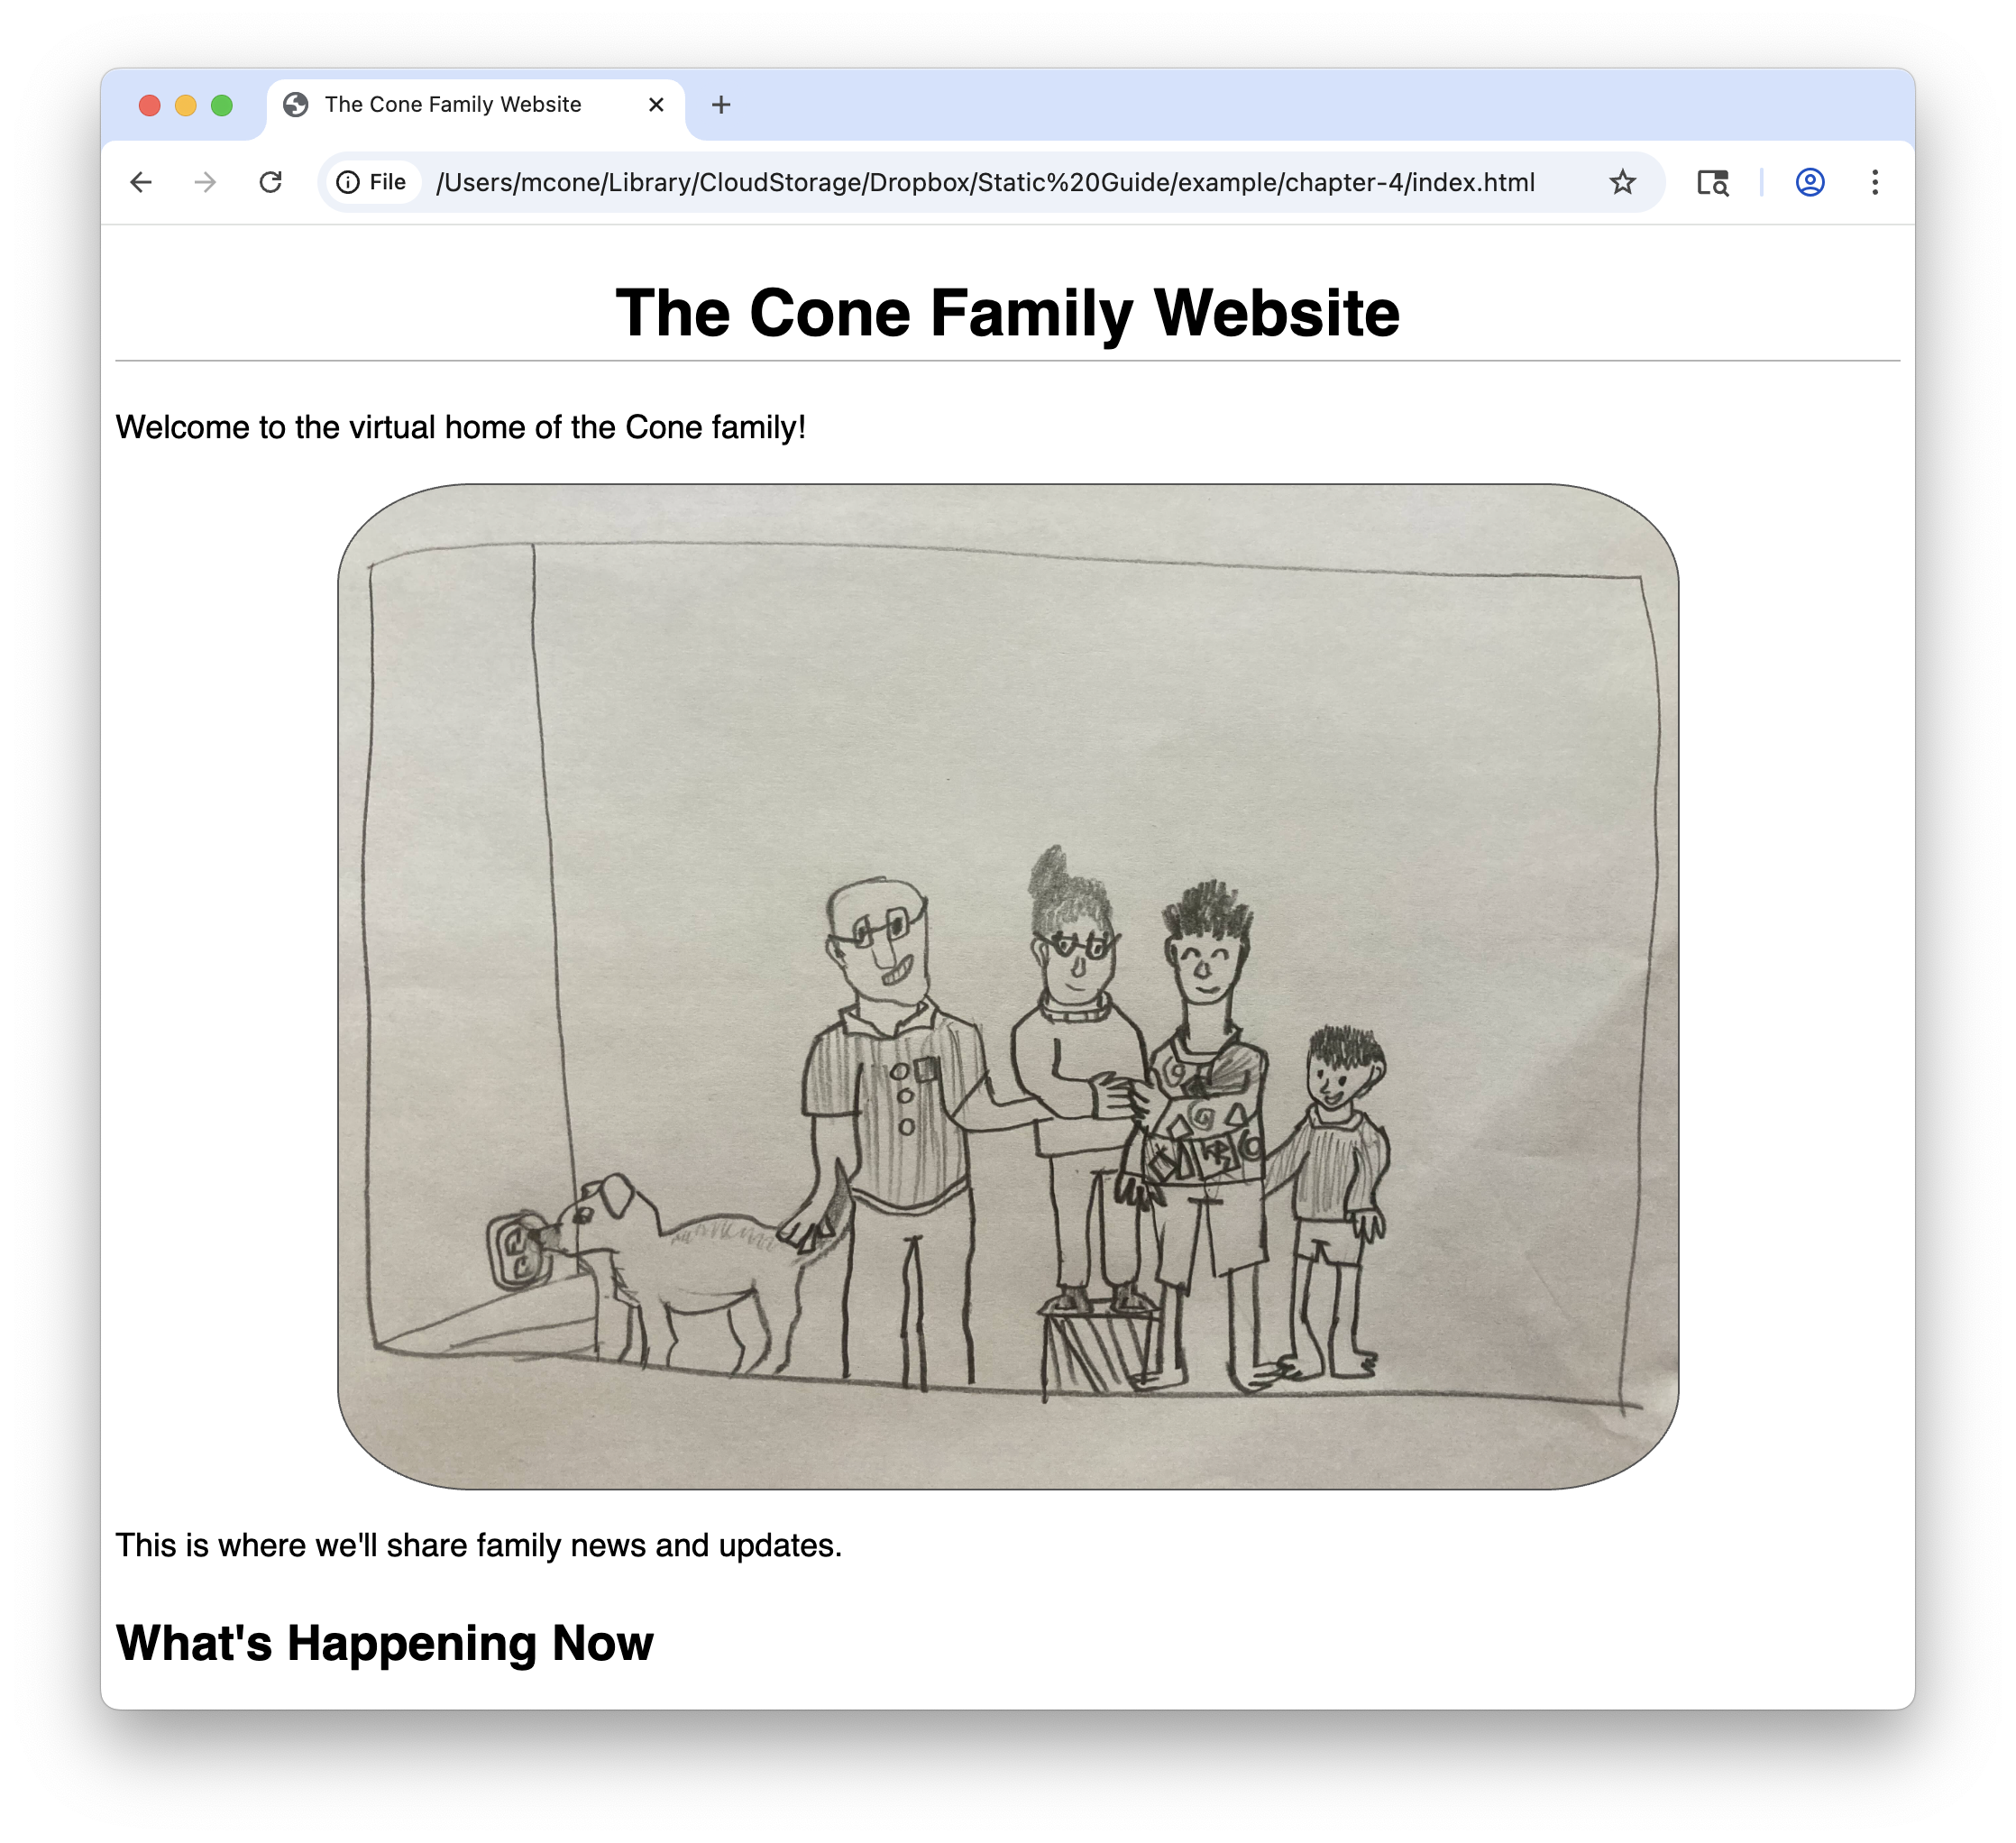 The Cone Family Website
File /Users/mcone/Library/CloudStorage/Dropbox/Static%20Guide/example/chapter-4/index.html
The Cone Family Website
Welcome to the virtual home of the Cone family!
This is where we'll share family news and updates.
What's Happening Now